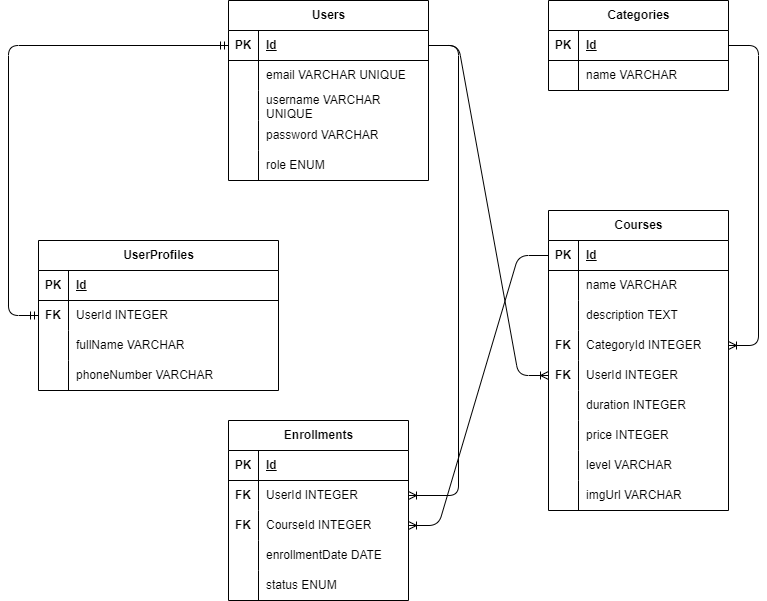 Users
PK Id
email VARCHAR UNIQUE
username VARCHAR
UNIQUE
password VARCHAR
role ENUM
Categories
PK Id
name VARCHAR
UserProfiles
PK Id
FK UserId INTEGER
fullName VARCHAR
phoneNumber VARCHAR
Courses
PK Id
name VARCHAR
description TEXT
FK CategoryId INTEGER
FK UserId INTEGER
duration INTEGER
price INTEGER
level VARCHAR
imgUrl VARCHAR
Enrollments
PK Id
FK UserId INTEGER
FK CourseId INTEGER
enrollmentDate DATE
status ENUM